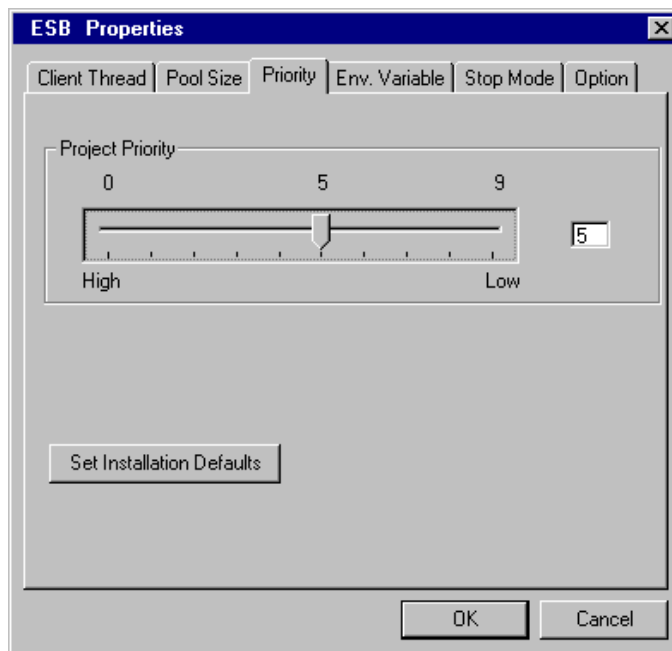 ESB Properties
Client Thread Pool Size Priority Env. Variable Stop Mode Option
Project Priority
0 5 9
5
High Low
Set Installation Defaults
OK Cancel